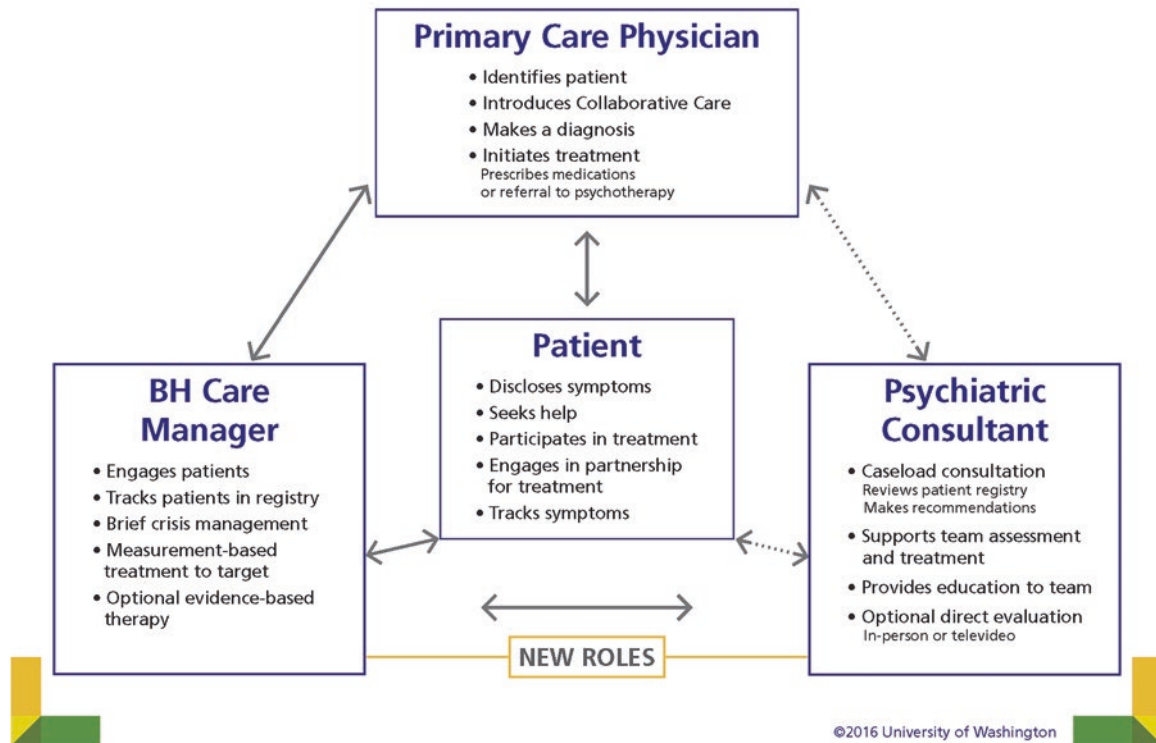 Primary Care Physician
• Identifies patient
• Introduces Collaborative Care
• Makes a diagnosis
• Initiates treatment
Prescribes medications
or referral to psychotherapy
BH Care
Manager
• Engages patients
• Tracks patients in registry
• Brief crisis management
• Measurement-based
treatment to target
• Optional evidence-based
therapy
Patient
• Discloses symptoms
• Seeks help
• Participates in treatment
• Engages in partnership
for treatment
• Tracks symptoms
Psychiatric
Consultant
• Caseload consultation
Reviews patient registry
Makes recommendations
• Supports team assessment
and treatment
• Provides education to team
• Optional direct evaluation
In-person or televideo
NEW ROLES
©2016 University of Washington